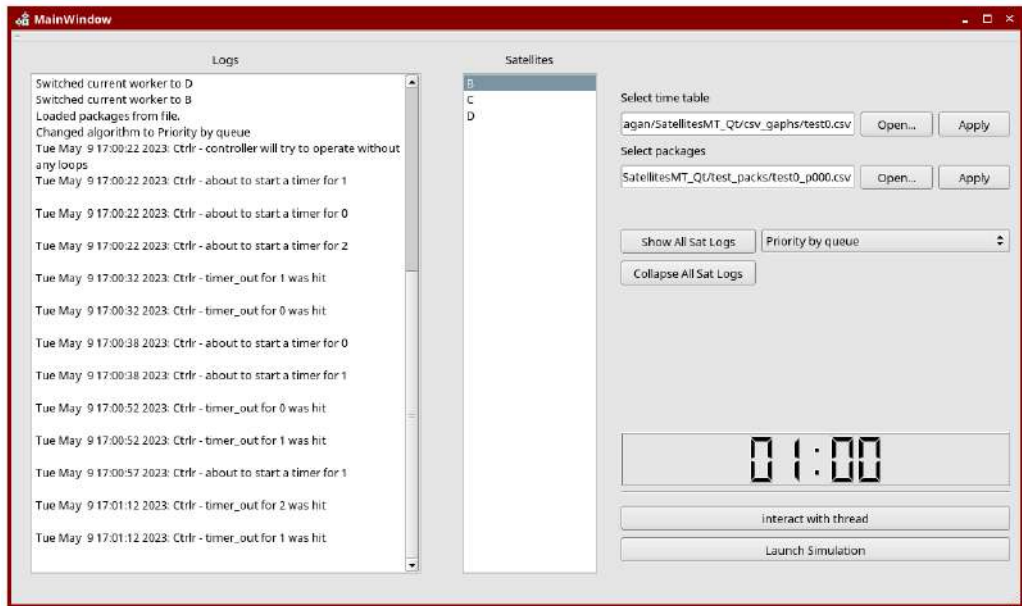 MainWindow
Logs
Satellites
Switched current worker to D
Switched current worker to B
Loaded packages from file.
Changed algorithm to Priority by queue
Tue May 9 17:00:22 2023: Ctrlr - controller will try to operate without
any loops
Tue May 9 17:00:22 2023: Ctrlr - about to start a timer for 1
Tue May 9 17:00:22 2023: Ctrlr - about to start a timer for 0
Tue May 9 17:00:22 2023: Ctrlr - about to start a timer for 2
Tue May 9 17:00:32 2023: Ctrlr - timer_out for 1 was hit
Tue May 9 17:00:32 2023: Ctrlr - timer_out for 0 was hit
Tue May 9 17:00:38 2023: Ctrlr - about to start a timer for 0
Tue May 9 17:00:38 2023: Ctrlr - about to start a timer for 1
Tue May 9 17:00:52 2023: Ctrlr - timer_out for 0 was hit
Tue May 9 17:00:52 2023: Ctrlr - timer_out for 1 was hit
Tue May 9 17:00:57 2023: Ctrlr - about to start a timer for 1
Tue May 9 17:01:12 2023: Ctrlr - timer_out for 2 was hit
Tue May 9 17:01:12 2023: Ctrlr - timer_out for 1 was hit
B
C
D
Select time table
agan/SatellitesMT_Qt/csv_gaphs/test0.csv Open... Apply
Select packages
SatellitesMT_Qt/test_packs/test0_p000.csv Open... Apply
Show All Sat Logs Priority by queue
Collapse All Sat Logs
01:00
interact with thread
Launch Simulation